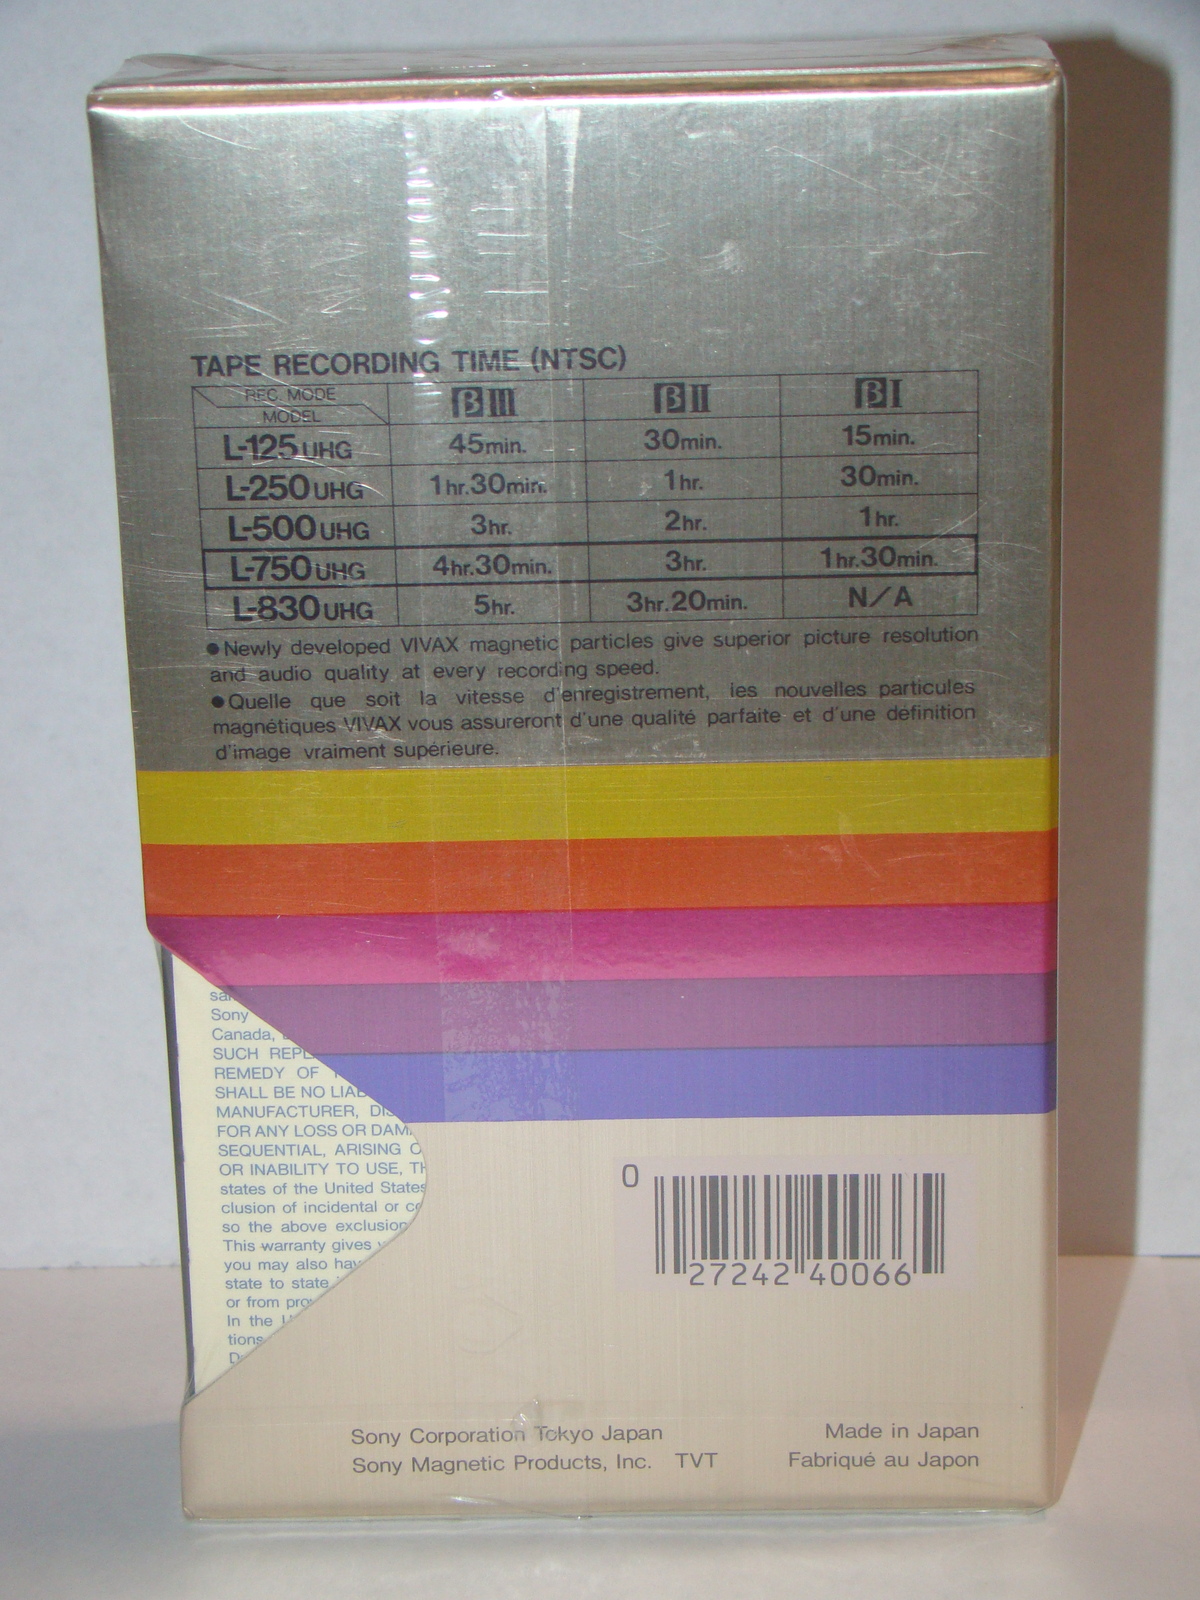 TAPE RECORDING TIME (NTSC)
REC. MODE
MODEL
β III β II β I
L-125 UHG 45min. 30min. 15min.
L-250 UHG 1hr.30min. 1hr. 30min.
L-500 UHG 3hr. 2hr. 1hr.
L-750 UHG 4hr.30min. 3hr. 1hr.30min.
L-830 UHG 5hr. 3hr.20min. N/A
●Newly developed VIVAX magnetic particles give superior picture resolution
and audio quality at every recording speed.
●Quelle que soit la vitesse d'enregistrement, les nouvelles particules
magnétiques VIVAX vous assureront d'une qualité parfaite et d'une définition
d'image vraiment supérieure.
Sony
Canada,
SUCH
REMEDY OF
SHALL BE NO
MANUFACTURER,
FOR ANY LOSS OR
SEQUENTIAL, ARISING
OR INABILITY TO USE,
states of the United States
clusion of incidental or
so the above exclusion
This warranty gives
you may also
state to state
or from
In the
tions
0
27242 40066
Sony Corporation Tokyo Japan
Sony Magnetic Products, Inc. TVT
Made in Japan
Fabriqué au Japon